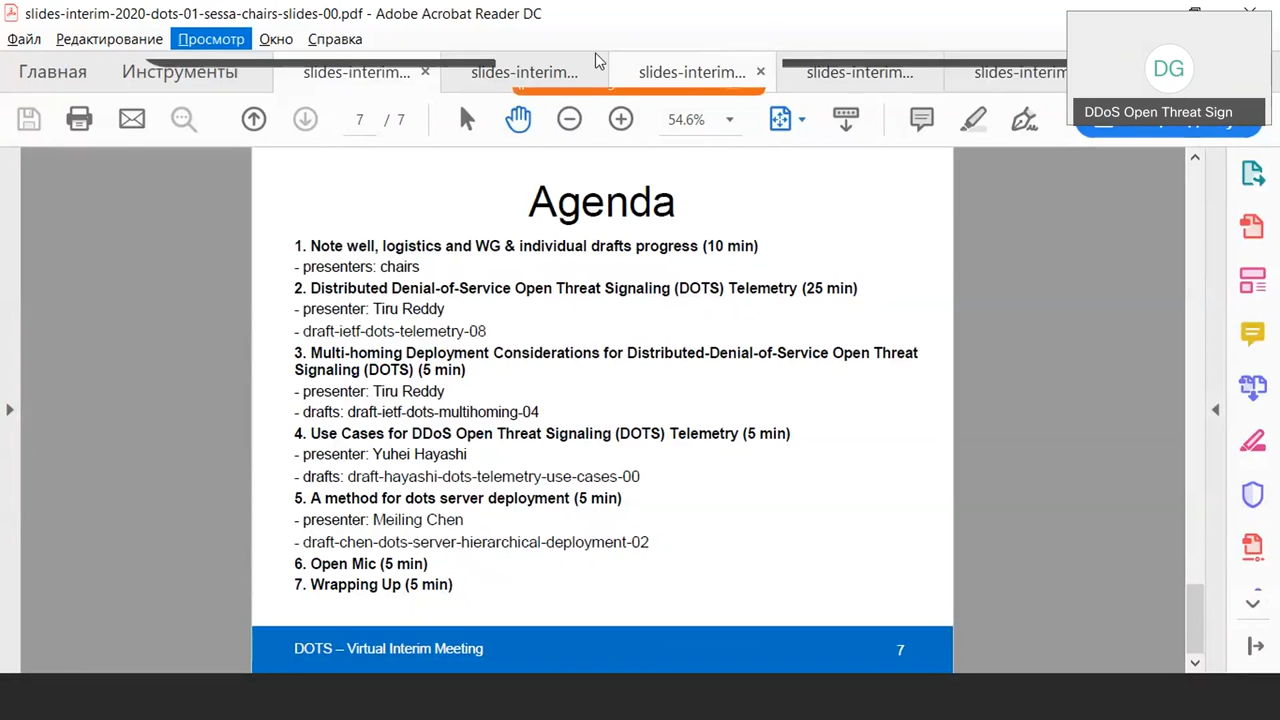 slides-interim-2020-dots-01-sessa-chairs-slides-00.pdf - Adobe Acrobat Reader DC
Файл Редактирование Просмотр Окно Справка
DG
DDoS Open Threat Sign
Главная Инструменты slides-interim... slides-interim... slides-interim... slides-interim... slides-interim
7 / 7 54.6%
Agenda
1. Note well, logistics and WG & individual drafts progress (10 min)
- presenters: chairs
2. Distributed Denial-of-Service Open Threat Signaling (DOTS) Telemetry (25 min)
- presenter: Tiru Reddy
- draft-ietf-dots-telemetry-08
3. Multi-homing Deployment Considerations for Distributed-Denial-of-Service Open Threat
Signaling (DOTS) (5 min)
- presenter: Tiru Reddy
- drafts: draft-ietf-dots-multihoming-04
4. Use Cases for DDoS Open Threat Signaling (DOTS) Telemetry (5 min)
- presenter: Yuhei Hayashi
- drafts: draft-hayashi-dots-telemetry-use-cases-00
5. A method for dots server deployment (5 min)
- presenter: Meiling Chen
- draft-chen-dots-server-hierarchical-deployment-02
6. Open Mic (5 min)
7. Wrapping Up (5 min)
DOTS – Virtual Interim Meeting 7